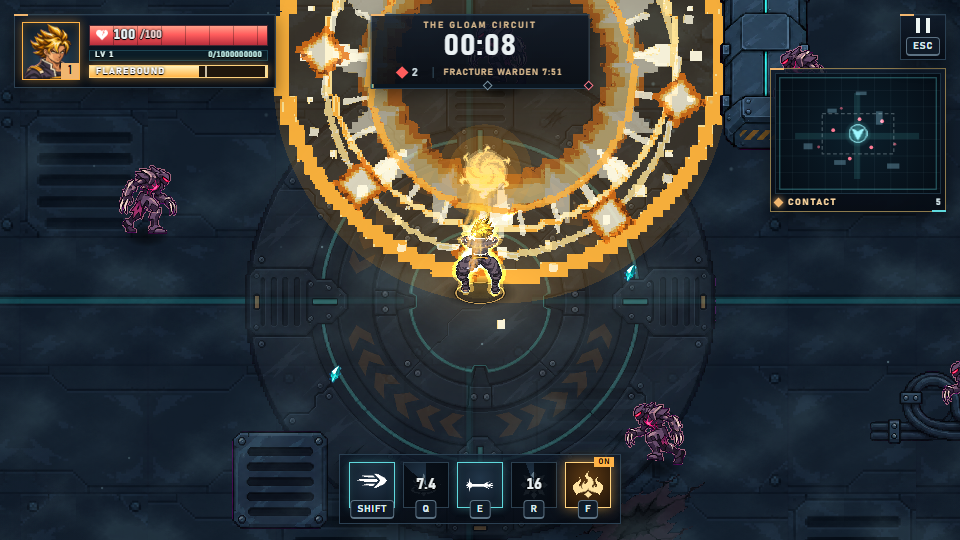 100/100
LV 1
0/1000000000
1
FLAREBOUND
THE GLOAM CIRCUIT
00:08
2
FRACTURE WARDEN 7:51
ESC
CONTACT
5
SHIFT
7.4
Q
E
16
R
ON
F